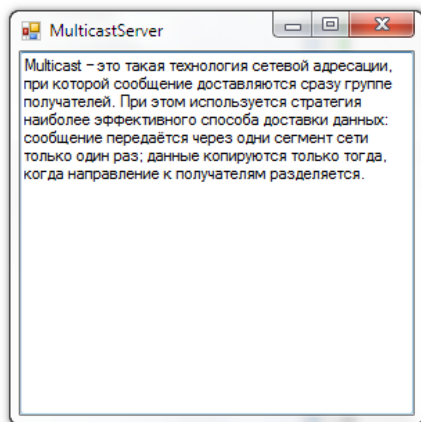 MulticastServer
Multicast – это такая технология сетевой адресации,
при которой сообщение доставляются сразу группе
получателей. При этом используется стратегия
наиболее эффективного способа доставки данных:
сообщение передаётся через одни сегмент сети
только один раз; данные копируются только тогда,
когда направление к получателям разделяется.